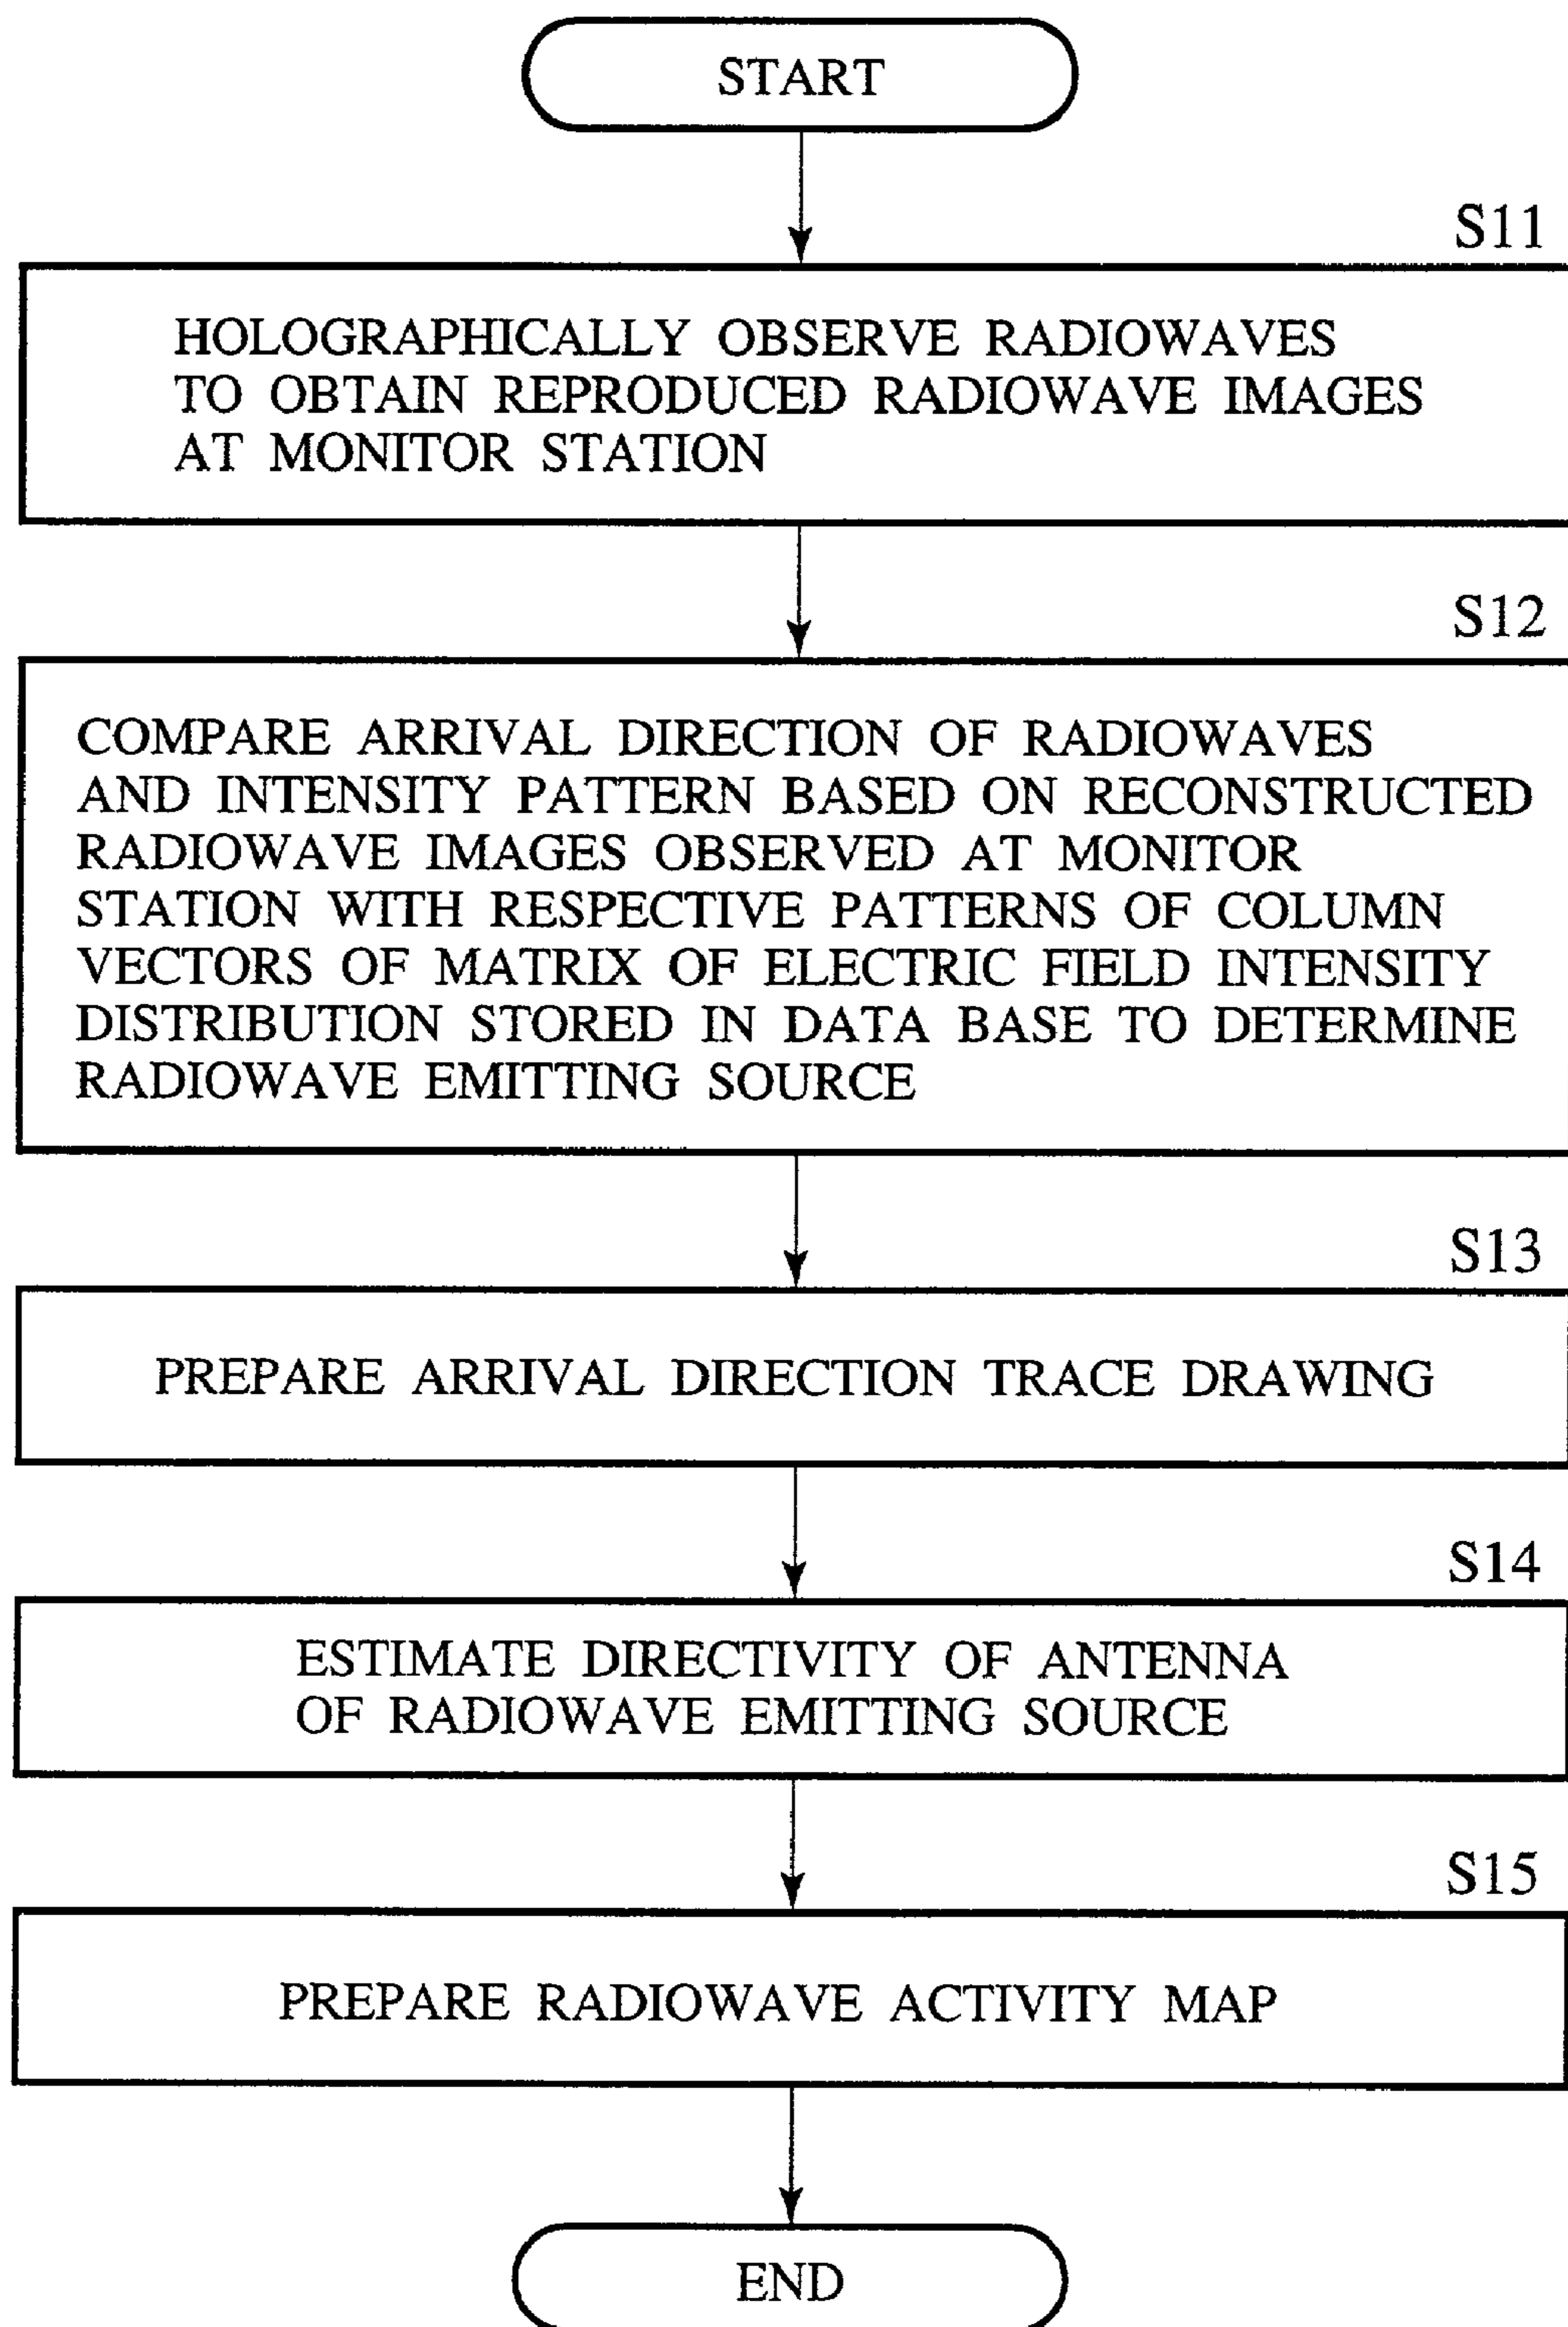 START
S11
HOLOGRAPHICALLY OBSERVE RADIOWAVES
TO OBTAIN REPRODUCED RADIOWAVE IMAGES
AT MONITOR STATION
S12
COMPARE ARRIVAL DIRECTION OF RADIOWAVES
AND INTENSITY PATTERN BASED ON RECONSTRUCTED
RADIOWAVE IMAGES OBSERVED AT MONITOR
STATION WITH RESPECTIVE PATTERNS OF COLUMN
VECTORS OF MATRIX OF ELECTRIC FIELD INTENSITY
DISTRIBUTION STORED IN DATA BASE TO DETERMINE
RADIOWAVE EMITTING SOURCE
S13
PREPARE ARRIVAL DIRECTION TRACE DRAWING
S14
ESTIMATE DIRECTIVITY OF ANTENNA
OF RADIOWAVE EMITTING SOURCE
S15
PREPARE RADIOWAVE ACTIVITY MAP
END